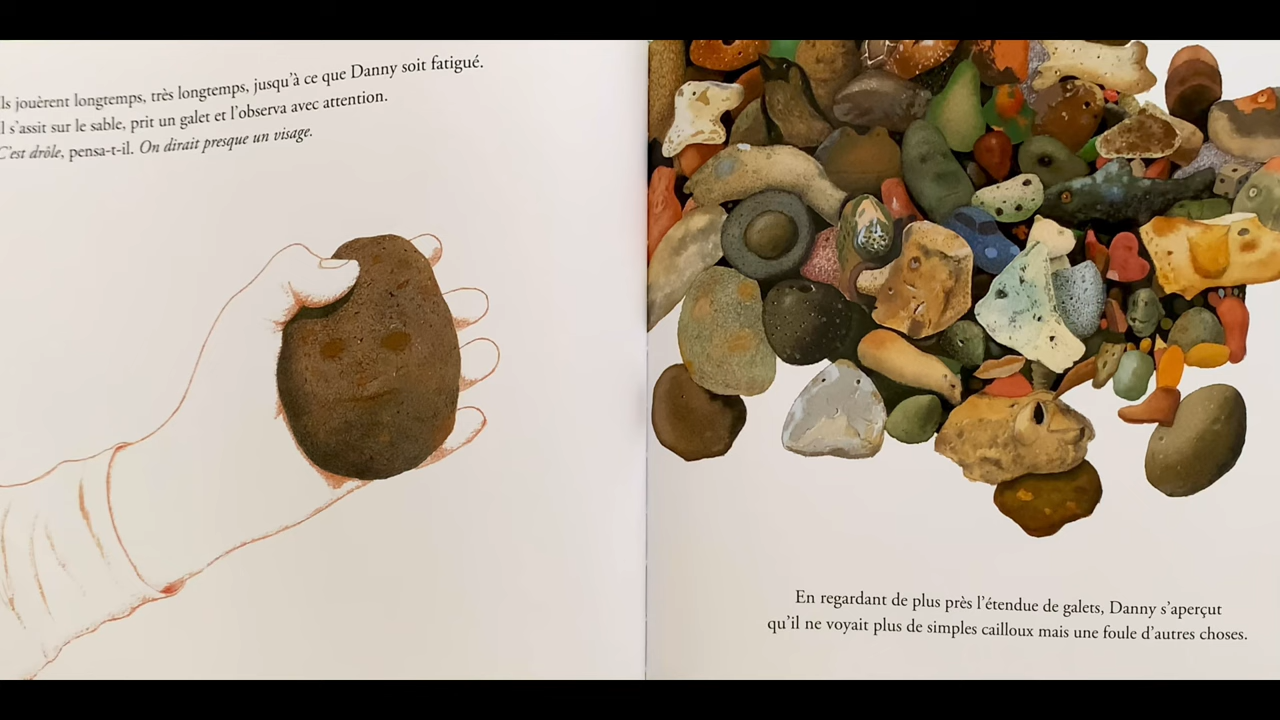 ls jouèrent longtemps, très longtemps, jusqu'à ce que Danny soit fatigué.
l s'assit sur le sable, prit un galet et l'observa avec attention.
C'est drôle, pensa-t-il. On dirait presque un visage.
En regardant de plus près l'étendue de galets, Danny s'aperçut
qu'il ne voyait plus de simples cailloux mais une foule d'autres choses.